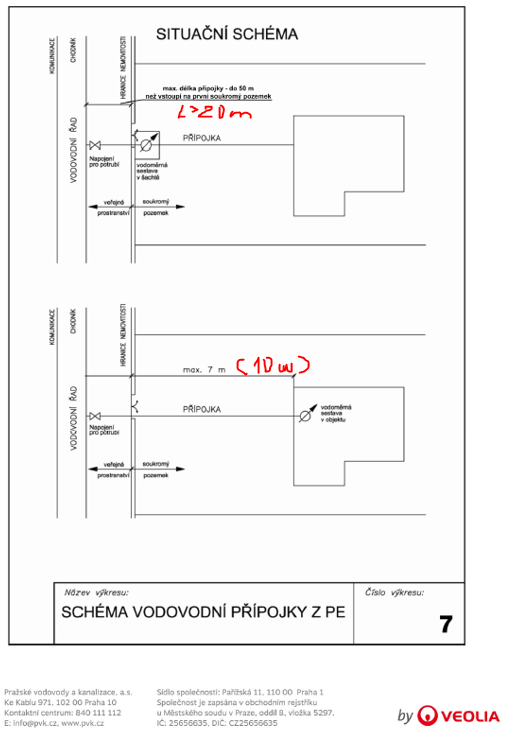 SITUAČNÍ SCHÉMA
KOMUNIKACE
CHODNÍK
HRANICE NEMOVITOSTI
max. délka přípojky - do 50 m
než vstoupí na první soukromý pozemek
L>20m
VODOVODNÍ ŘAD
PŘÍPOJKA
Napojení
pro potrubí
vodoměrná
sestava
v šachtě
veřejné
prostranství
soukromý
pozemek
KOMUNIKACE
CHODNÍK
HRANICE NEMOVITOSTI
max. 7 m
(10m)
VODOVODNÍ ŘAD
PŘÍPOJKA
vodoměrná
sestava
v objektu
Napojení
pro potrubí
veřejné
prostranství
soukromý
pozemek
Název výkresu:
SCHÉMA VODOVODNÍ PŘÍPOJKY Z PE
Číslo výkresu:
7
Pražské vodovody a kanalizace, a.s.
Ke Kablu 971, 102 00 Praha 10
Kontaktní centrum: 840 111 112
E: info@pvk.cz, www.pvk.cz
Sídlo společnosti: Pařížská 11, 110 00 Praha 1
Společnost je zapsána v obchodním rejstříku
u Městského soudu v Praze, oddíl B, vložka 5297,
IČ: 25656635, DIČ: CZ25656635
by VEOLIA